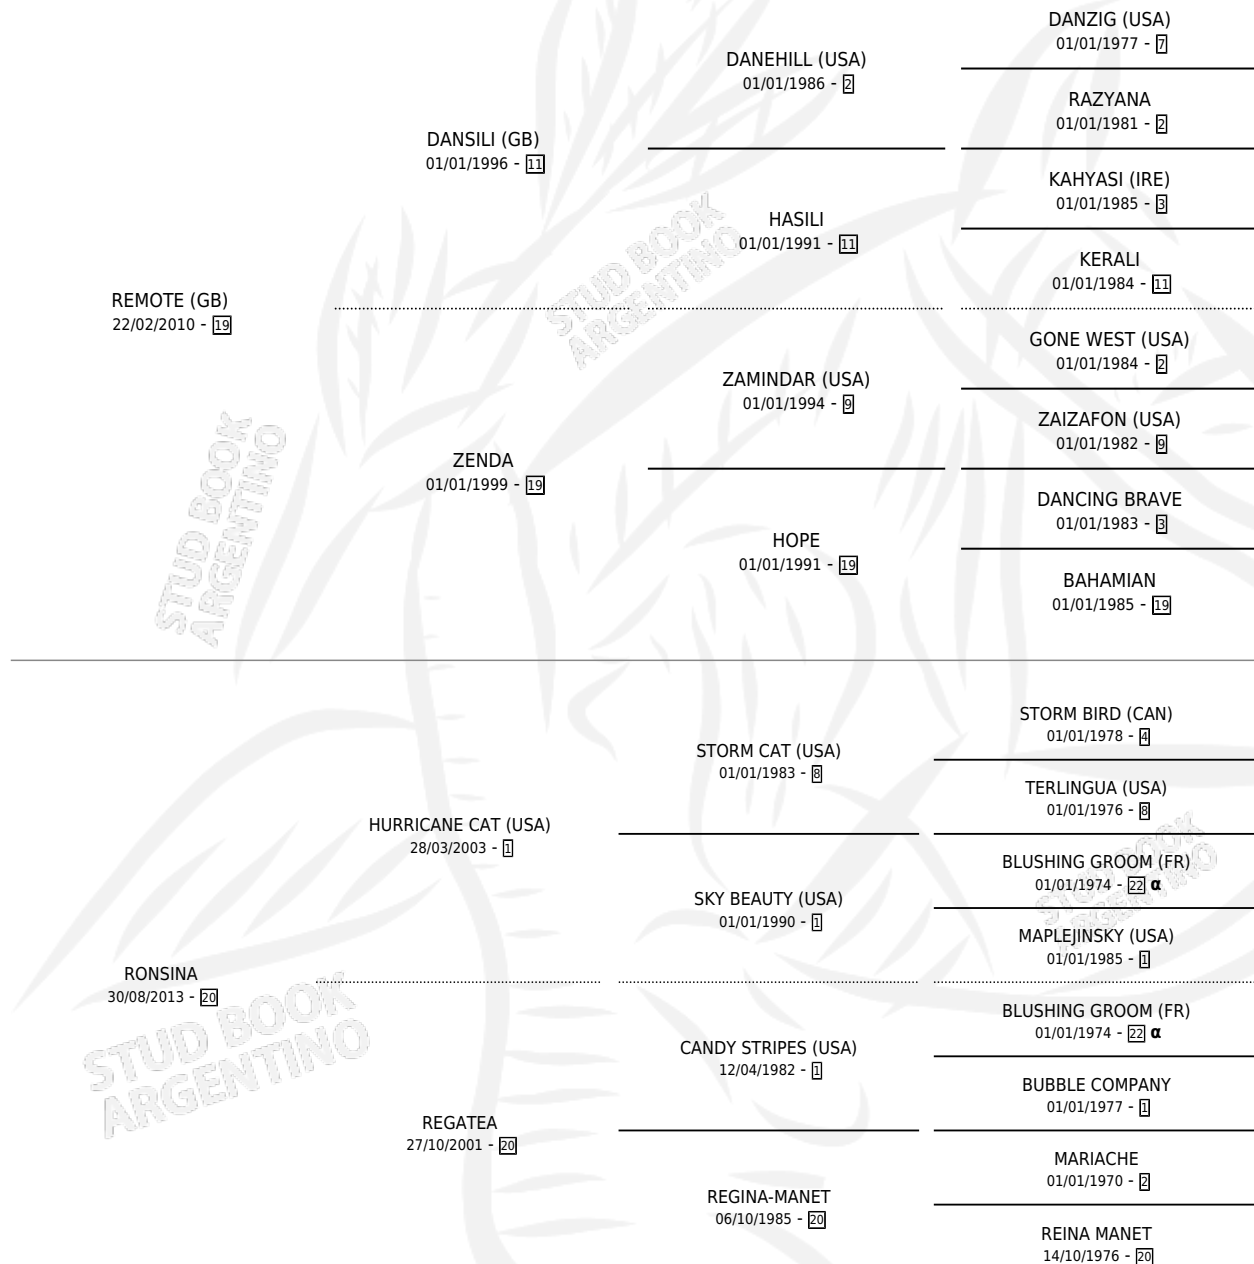 DANZIG (USA)
01/01/1977 - 7
DANEHILL (USA)
01/01/1986 - 2
RAZYANA
01/01/1981 - 2
DANSILI (GB)
01/01/1996 - 11
KAHYASI (IRE)
01/01/1985 - 3
HASILI
01/01/1991 - 11
KERALI
01/01/1984 - 11
REMOTE (GB)
22/02/2010 - 19
GONE WEST (USA)
01/01/1984 - 2
ZAMINDAR (USA)
01/01/1994 - 9
ZAIZAFON (USA)
01/01/1982 - 9
ZENDA
01/01/1999 - 19
DANCING BRAVE
01/01/1983 - 3
HOPE
01/01/1991 - 19
BAHAMIAN
01/01/1985 - 19
STUD BOOK
ARGENTINO
STUD BOOK
ARGENTINO
STORM BIRD (CAN)
01/01/1978 - 4
STORM CAT (USA)
01/01/1983 - 8
TERLINGUA (USA)
01/01/1976 - 8
HURRICANE CAT (USA)
28/03/2003 - 1
BLUSHING GROOM (FR)
01/01/1974 - 22 α
SKY BEAUTY (USA)
01/01/1990 - 1
MAPLEJINSKY (USA)
01/01/1985 - 1
RONSINA
30/08/2013 - 20
BLUSHING GROOM (FR)
01/01/1974 - 22 α
CANDY STRIPES (USA)
12/04/1982 - 1
BUBBLE COMPANY
01/01/1977 - 1
REGATEA
27/10/2001 - 20
MARIACHE
01/01/1970 - 2
REGINA-MANET
06/10/1985 - 20
REINA MANET
14/10/1976 - 20
STUD BOOK
ARGENTINO
STUD BOOK
ARGENTINO